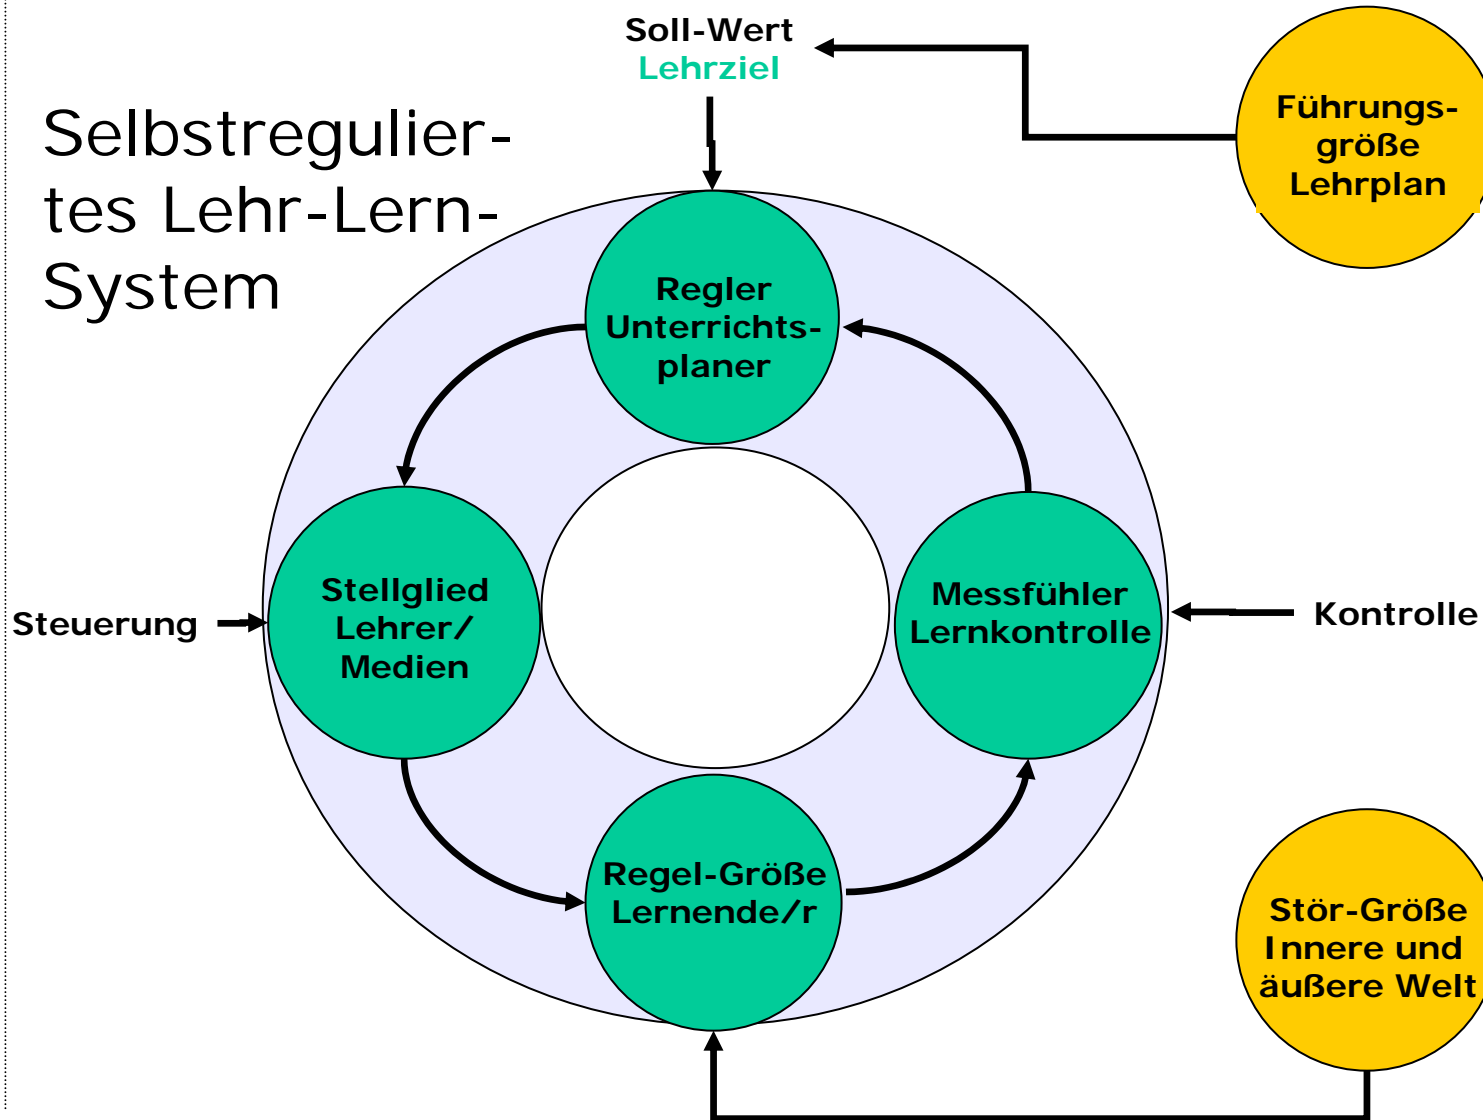 Soll-Wert
Lehrziel
Führungs-
größe
Lehrplan
Selbstregulier-
tes Lehr-Lern-
System
Regler
Unterrichts-
planer
Stellglied
Lehrer/
Medien
Messfühler
Lernkontrolle
Steuerung
Kontrolle
Regel-Größe
Lernende/r
Stör-Größe
Innere und
äußere Welt